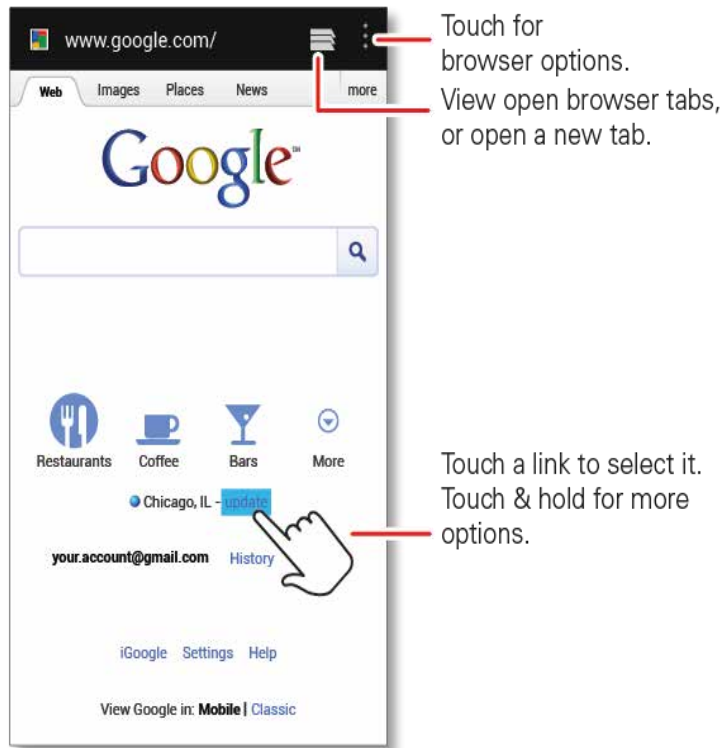 www.google.com/
Touch for
browser options.
View open browser tabs,
or open a new tab.
Web Images Places News more
Google™
Restaurants Coffee Bars More
Chicago, IL - update
Touch a link to select it.
Touch & hold for more
options.
your.account@gmail.com History
iGoogle Settings Help
View Google in: Mobile | Classic